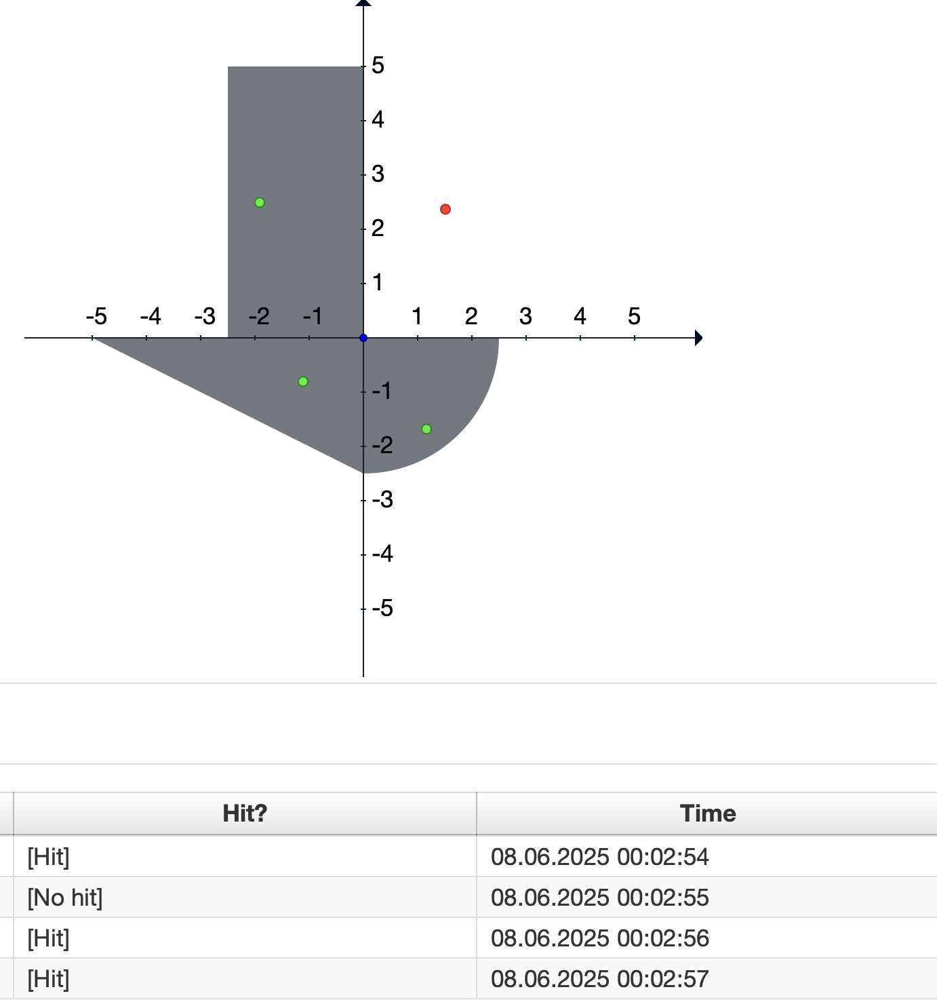 5
4
3
2
1
-5 -4 -3 -2 -1 1 2 3 4 5
-1
-2
-3
-4
-5
Hit? Time
[Hit] 08.06.2025 00:02:54
[No hit] 08.06.2025 00:02:55
[Hit] 08.06.2025 00:02:56
[Hit] 08.06.2025 00:02:57